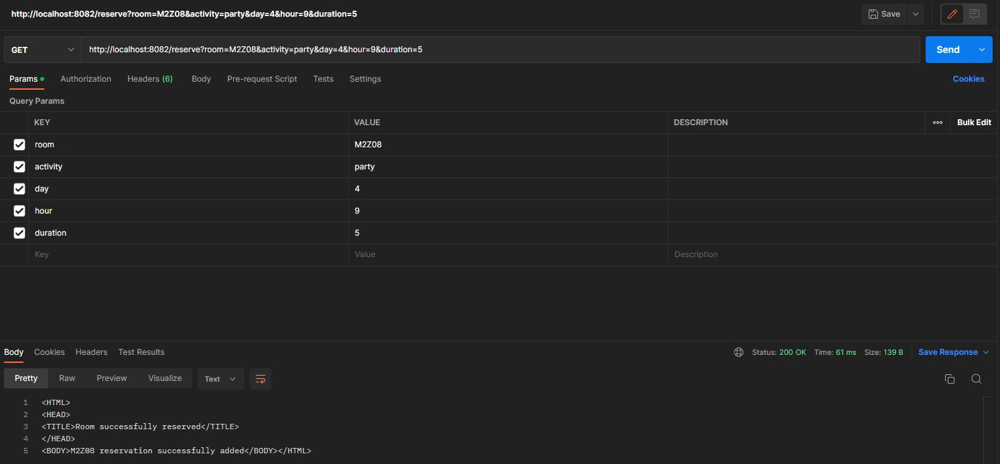 http://localhost:8082/reserve?room=M2Z08&activity=party&day=4&hour=9&duration=5 Save
GET http://localhost:8082/reserve?room=M2Z08&activity=party&day=4&hour=9&duration=5 Send
Params Authorization Headers (6) Body Pre-request Script Tests Settings Cookies
Query Params
KEY VALUE DESCRIPTION Bulk Edit
room M2Z08
activity party
day 4
hour 9
duration 5
Key Value Description
Body Cookies Headers Test Results Status: 200 OK Time: 61 ms Size: 139 B Save Response
Pretty Raw Preview Visualize Text
1 <HTML>
2 <HEAD>
3 <TITLE>Room successfully reserved</TITLE>
4 </HEAD>
5 <BODY>M2Z08 reservation successfully added</BODY></HTML>